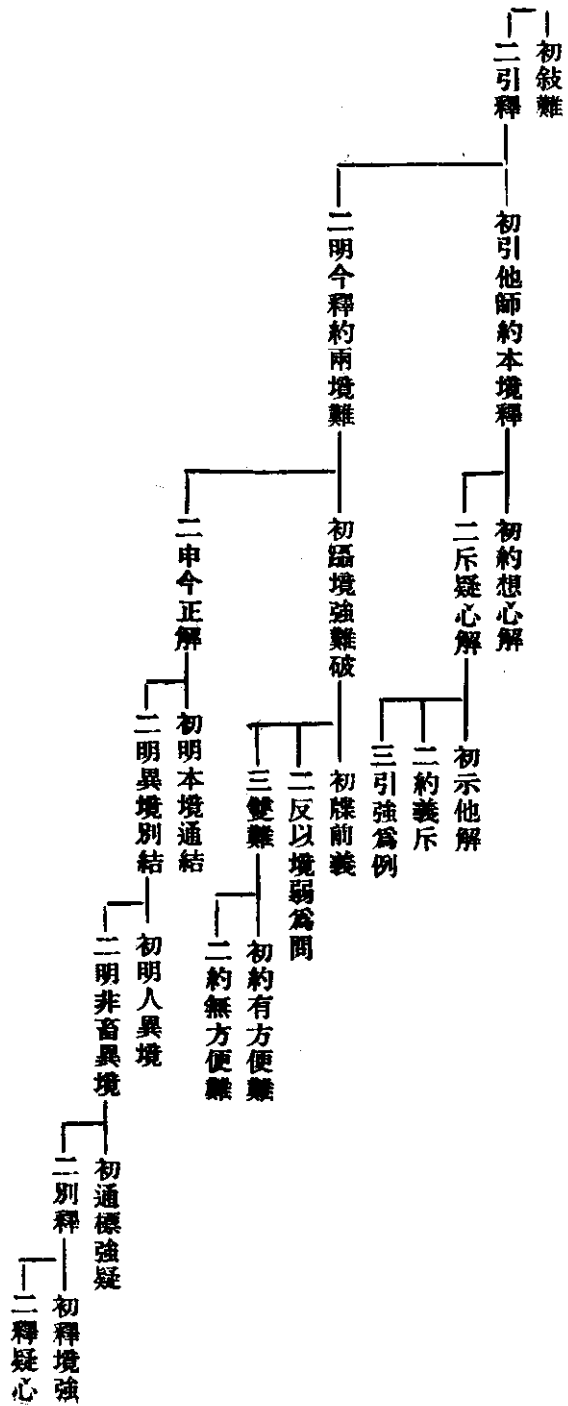 初敍難
二引釋
初引他師約本境釋
初約想心解
二斥疑心解
初示他解
二約義斥
三引強爲例
二明今釋約兩境難
初躡境強難破
初牒前義
二反以境弱爲問
三雙難
初約有方便難
二約無方便難
二申今正解
初明本境通結
二明異境別結
初明人異境
二明非畜異境
初通標強疑
二別釋
初釋境強
二釋疑心